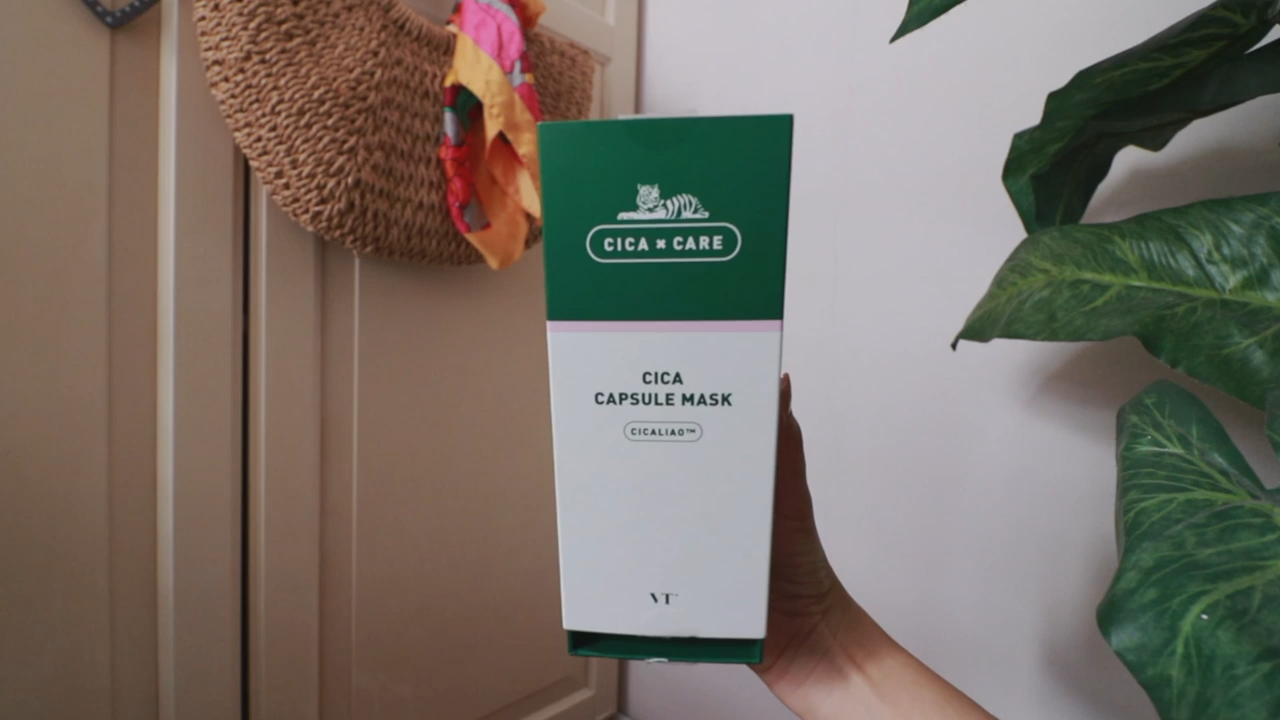 CICA × CARE
CICA
CAPSULE MASK
CICALIAO™
VT